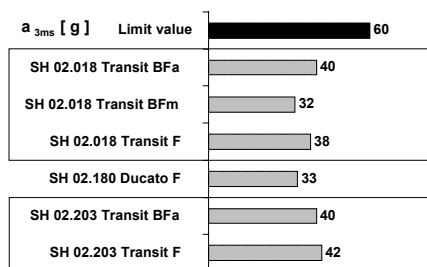 a 3ms [ g ] Limit value 60
SH 02.018 Transit BFa 40
SH 02.018 Transit BFm 32
SH 02.018 Transit F 38
SH 02.180 Ducato F 33
SH 02.203 Transit BFa 40
SH 02.203 Transit F 42